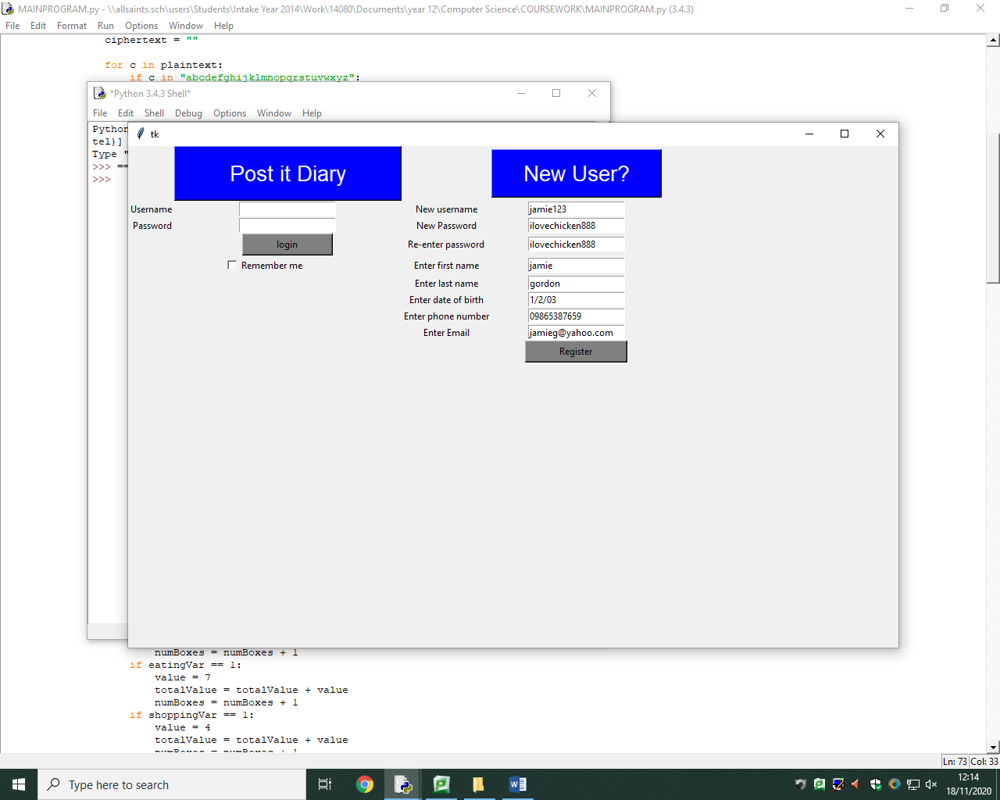 MAINPROGRAM.py - \\allsaints.sch\users\Students\Intake Year 2014\Work\14080\Documents\year 12\Computer Science\COURSEWORK\MAINPROGRAM.py (3.4.3)
File Edit Format Run Options Window Help
ciphertext = ""
for c in plaintext:
if c in "abcdefghijklmnopqrstuvwxyz":
*Python 3.4.3 Shell*
File Edit Shell Debug Options Window Help
Python
tel)]
Type "
>>> ==
>>>
tk
Post it Diary New User?
Username New username jamie123
Password New Password ilovechicken888
login Re-enter password ilovechicken888
Remember me Enter first name jamie
Enter last name gordon
Enter date of birth 1/2/03
Enter phone number 09865387659
Enter Email jamieg@yahoo.com
Register
numBoxes = numBoxes + 1
if eatingVar == 1:
value = 7
totalValue = totalValue + value
numBoxes = numBoxes + 1
if shoppingVar == 1:
value = 4
totalValue = totalValue + value
numBoxes = numBoxes + 1
Ln: 73 Col: 33
Type here to search
12:14
18/11/2020